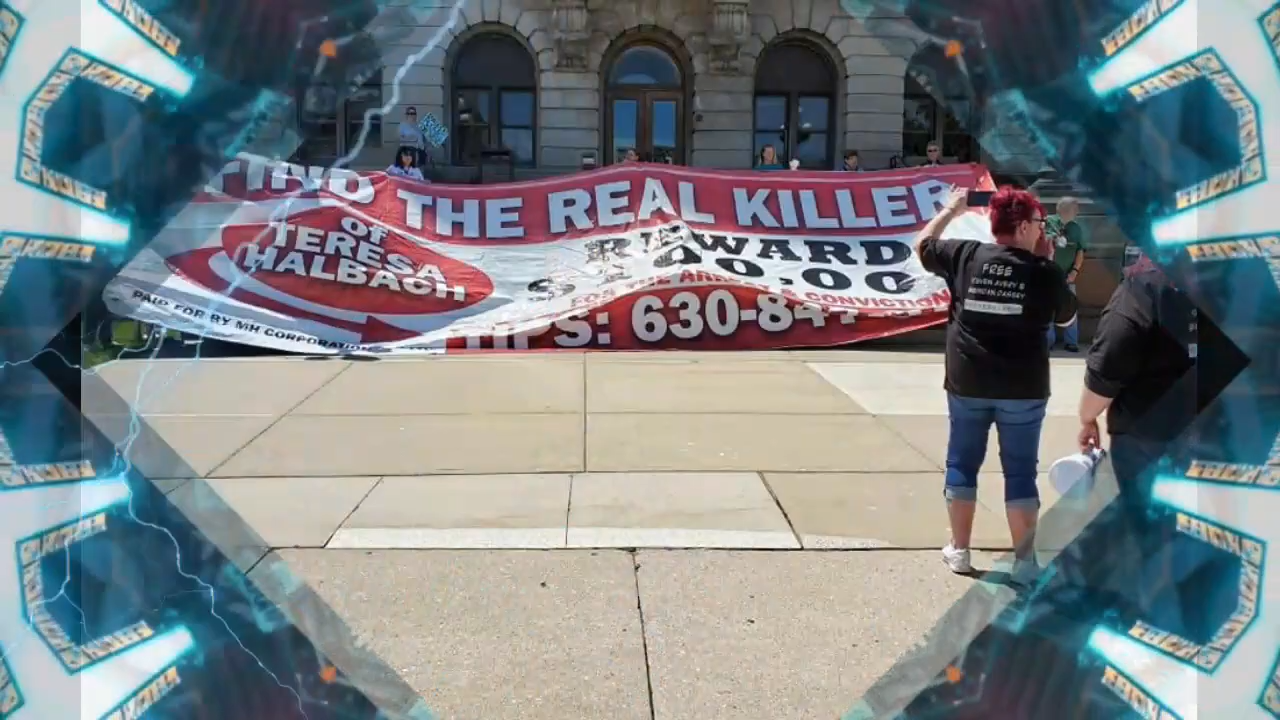 FIND THE REAL KILLER
OF
TERESA
HALBACH
REWARD
FOR THE ARREST & CONVICTION
PAID FOR BY MH CORPORATION
TIPS: 630-84
FREE
STEVEN AVERY &
BRENDAN DASSEY